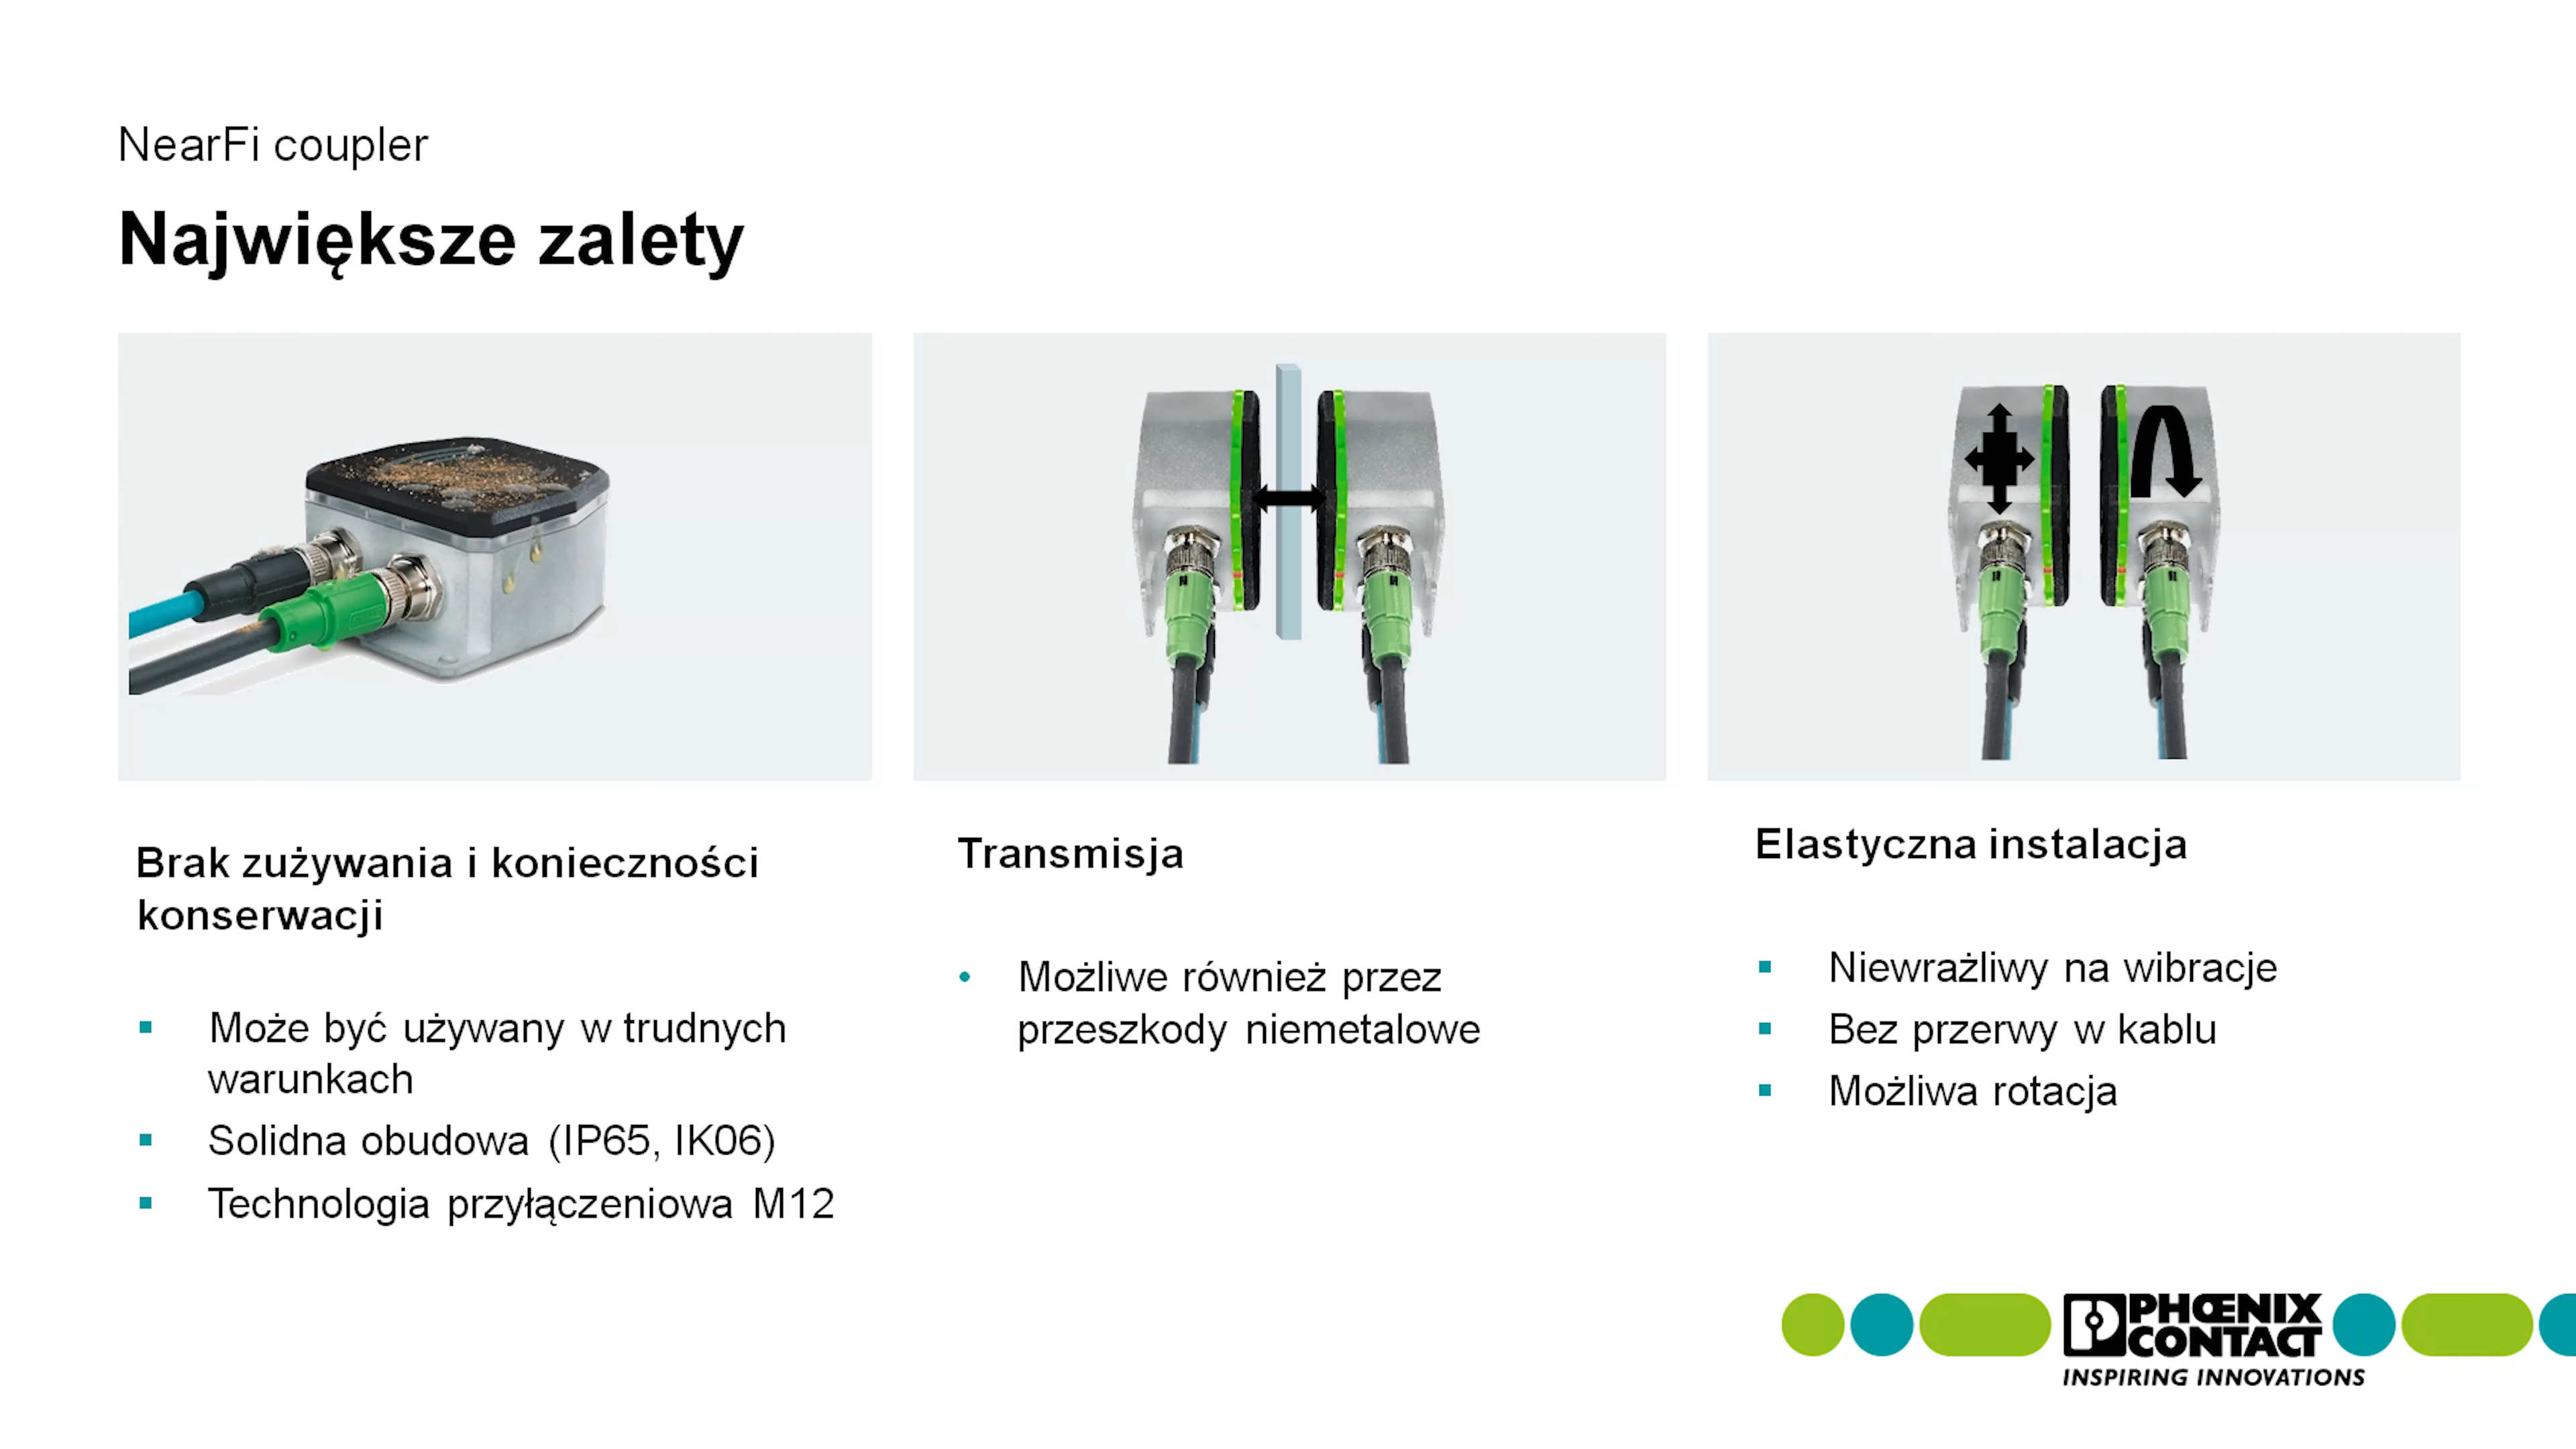 NearFi coupler
Największe zalety
Brak zużywania i konieczności
konserwacji
Może być używany w trudnych
warunkach
Solidna obudowa (IP65, IK06)
Technologia przyłączeniowa M12
Transmisja
Możliwe również przez
przeszkody niemetalowe
Elastyczna instalacja
Niewrażliwy na wibracje
Bez przerwy w kablu
Możliwa rotacja
PHŒNIX
CONTACT
INSPIRING INNOVATIONS